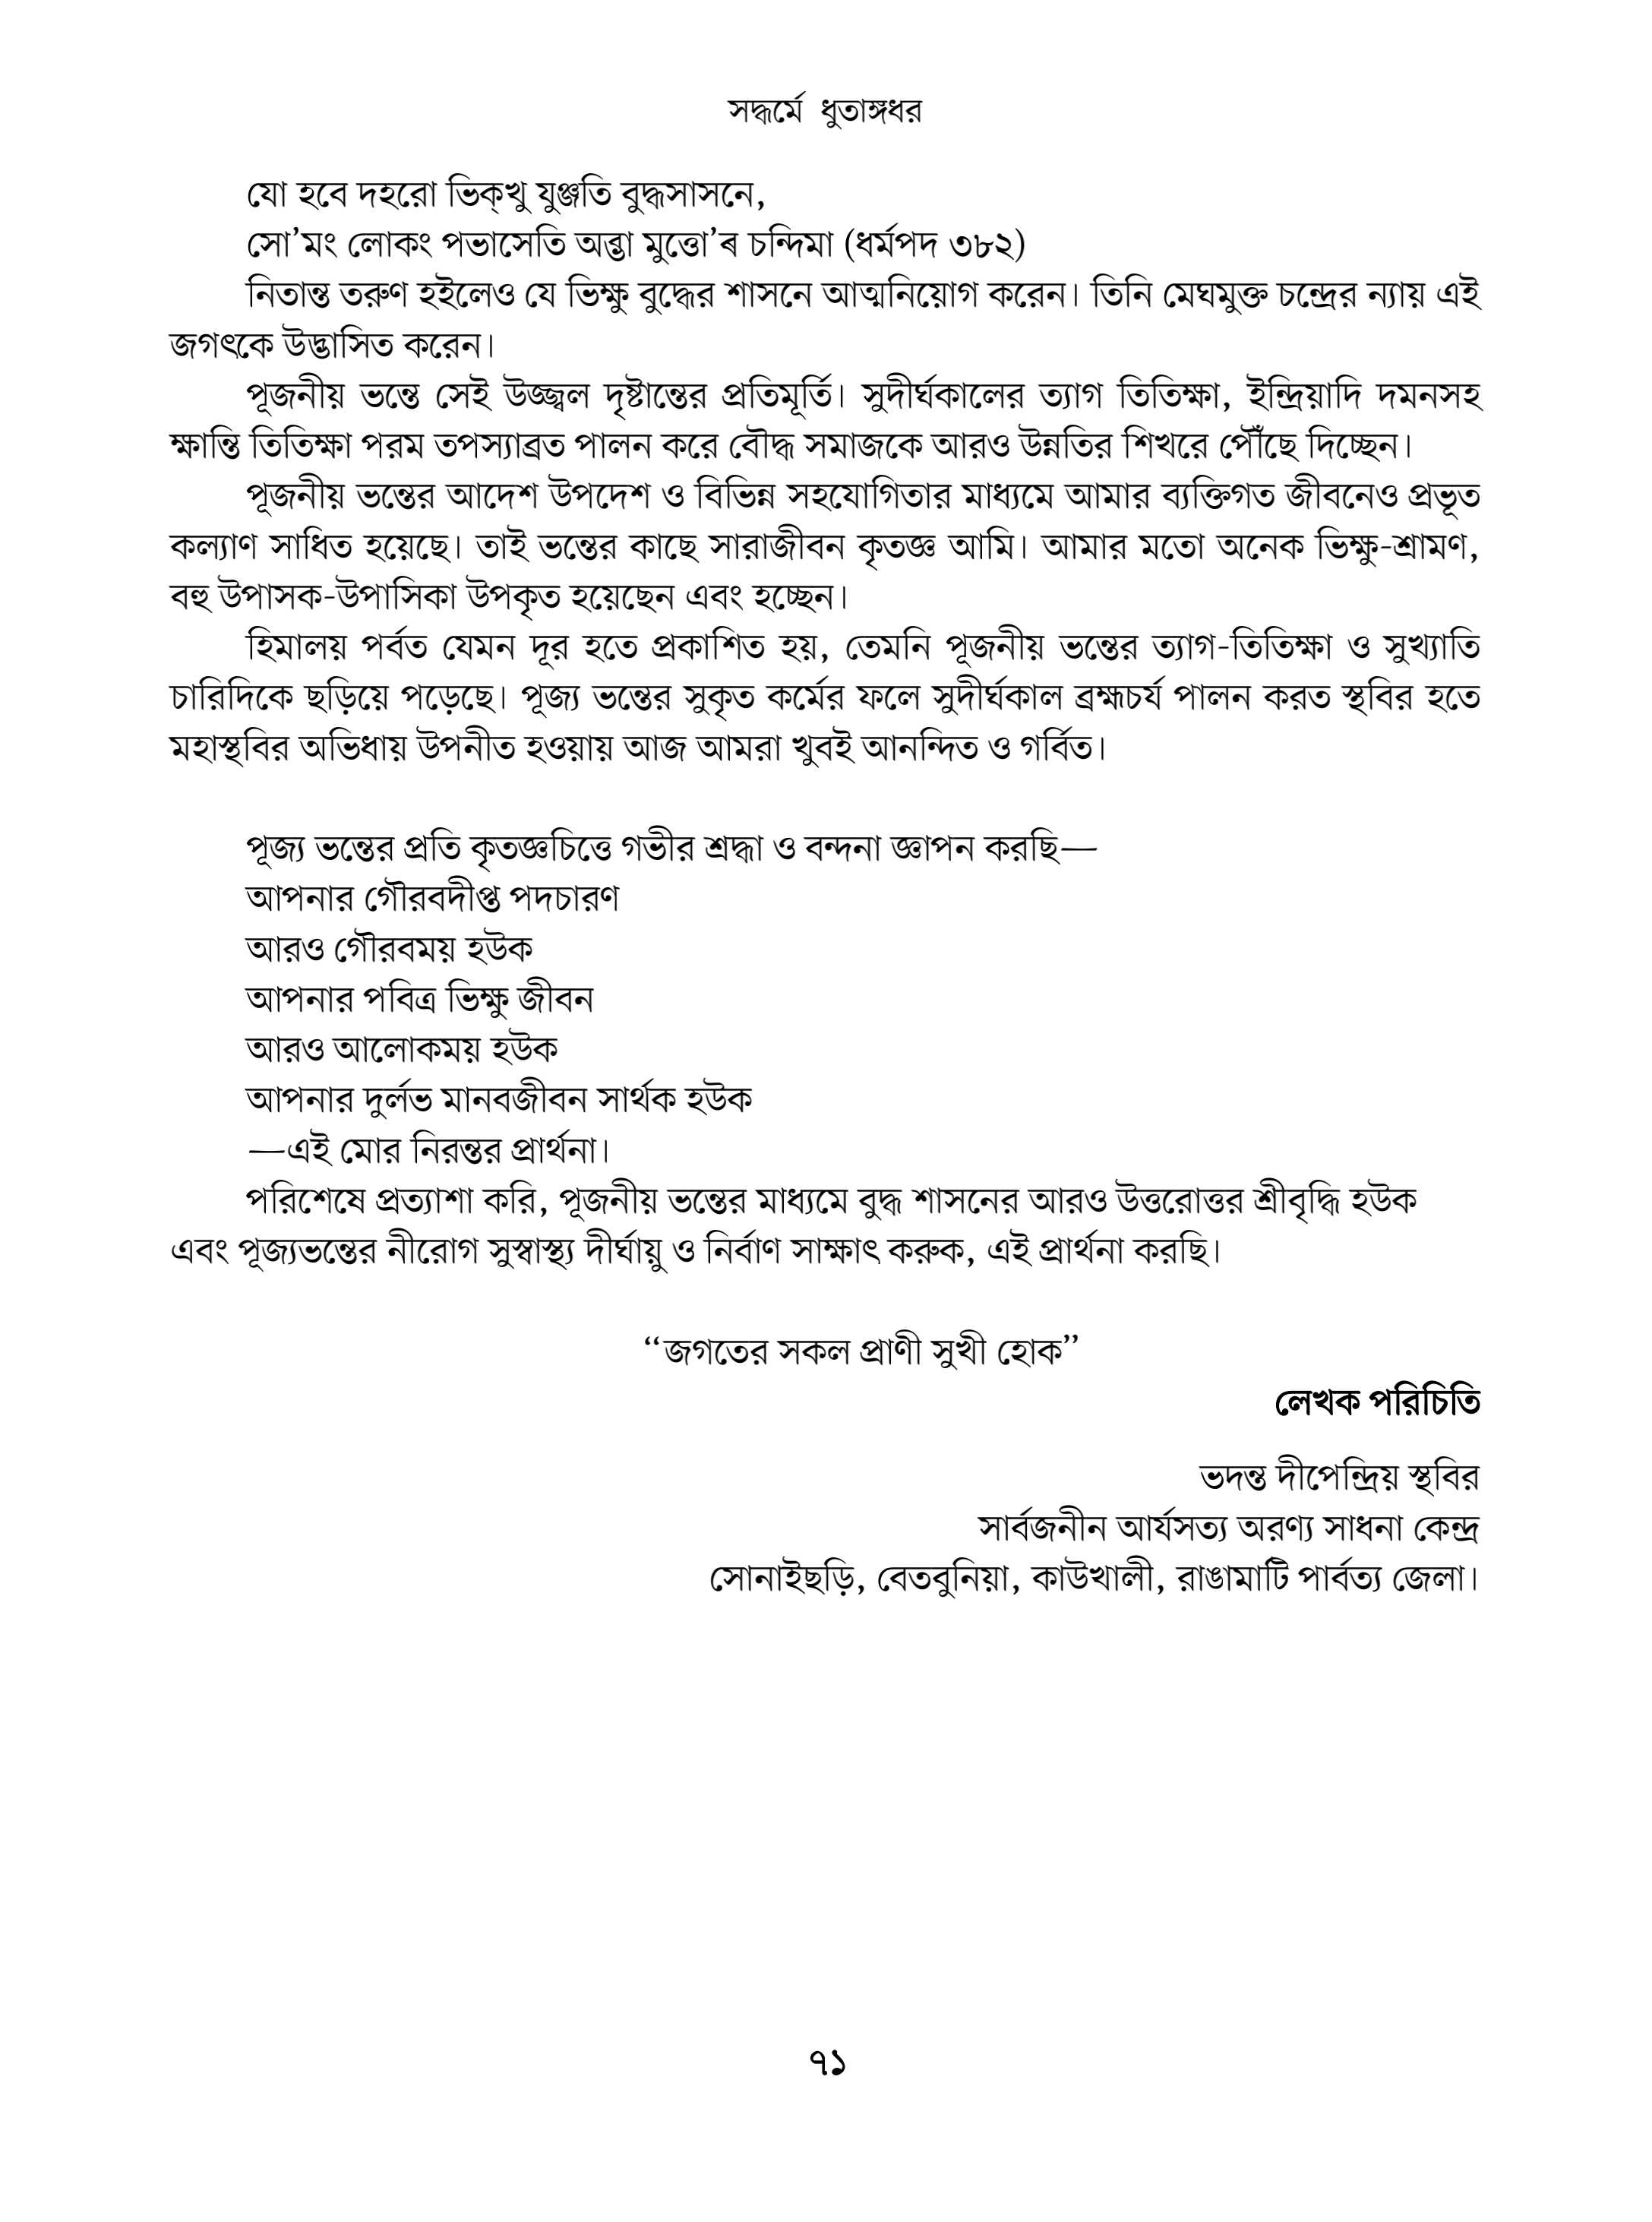 সদ্ধর্মে ধুতাঙ্গধর
যো হবে দহরো ভিক্‌খু যুঞ্জতি বুদ্ধসাসনে,
সো’মং লোকং পভাসেতি অব্ভা মুত্তো’ৰ চন্দিমা (ধর্মপদ ৩৮২)
নিতান্ত তরুণ হইলেও যে ভিক্ষু বুদ্ধের শাসনে আত্মনিয়োগ করেন। তিনি মেঘমুক্ত চন্দ্রের ন্যায় এই
জগৎকে উদ্ভাসিত করেন।
পূজনীয় ভন্তে সেই উজ্জ্বল দৃষ্টান্তের প্রতিমূর্তি। সুদীর্ঘকালের ত্যাগ তিতিক্ষা, ইন্দ্রিয়াদি দমনসহ
ক্ষান্তি তিতিক্ষা পরম তপস্যাব্রত পালন করে বৌদ্ধ সমাজকে আরও উন্নতির শিখরে পৌঁছে দিচ্ছেন।
পূজনীয় ভন্তের আদেশ উপদেশ ও বিভিন্ন সহযোগিতার মাধ্যমে আমার ব্যক্তিগত জীবনেও প্রভূত
কল্যাণ সাধিত হয়েছে। তাই ভন্তের কাছে সারাজীবন কৃতজ্ঞ আমি। আমার মতো অনেক ভিক্ষু-শ্রামণ,
বহু উপাসক-উপাসিকা উপকৃত হয়েছেন এবং হচ্ছেন।
হিমালয় পর্বত যেমন দূর হতে প্রকাশিত হয়, তেমনি পূজনীয় ভন্তের ত্যাগ-তিতিক্ষা ও সুখ্যাতি
চারিদিকে ছড়িয়ে পড়েছে। পূজ্য ভন্তের সুকৃত কর্মের ফলে সুদীর্ঘকাল ব্রহ্মচর্য পালন করত স্থবির হতে
মহাস্থবির অভিধায় উপনীত হওয়ায় আজ আমরা খুবই আনন্দিত ও গর্বিত।
পূজ্য ভন্তের প্রতি কৃতজ্ঞচিত্তে গভীর শ্রদ্ধা ও বন্দনা জ্ঞাপন করছি—
আপনার গৌরবদীপ্ত পদচারণ
আরও গৌরবময় হউক
আপনার পবিত্র ভিক্ষু জীবন
আরও আলোকময় হউক
আপনার দুর্লভ মানবজীবন সার্থক হউক
—এই মোর নিরন্তর প্রার্থনা।
পরিশেষে প্রত্যাশা করি, পূজনীয় ভন্তের মাধ্যমে বুদ্ধ শাসনের আরও উত্তরোত্তর শ্রীবৃদ্ধি হউক
এবং পূজ্যভন্তের নীরোগ সুস্বাস্থ্য দীর্ঘায়ু ও নির্বাণ সাক্ষাৎ করুক, এই প্রার্থনা করছি।
“জগতের সকল প্রাণী সুখী হোক”
লেখক পরিচিতি
ভদন্ত দীপেন্দ্রিয় স্থবির
সার্বজনীন আর্যসত্য অরণ্য সাধনা কেন্দ্র
সোনাইছড়ি, বেতবুনিয়া, কাউখালী, রাঙামাটি পার্বত্য জেলা।
৭১